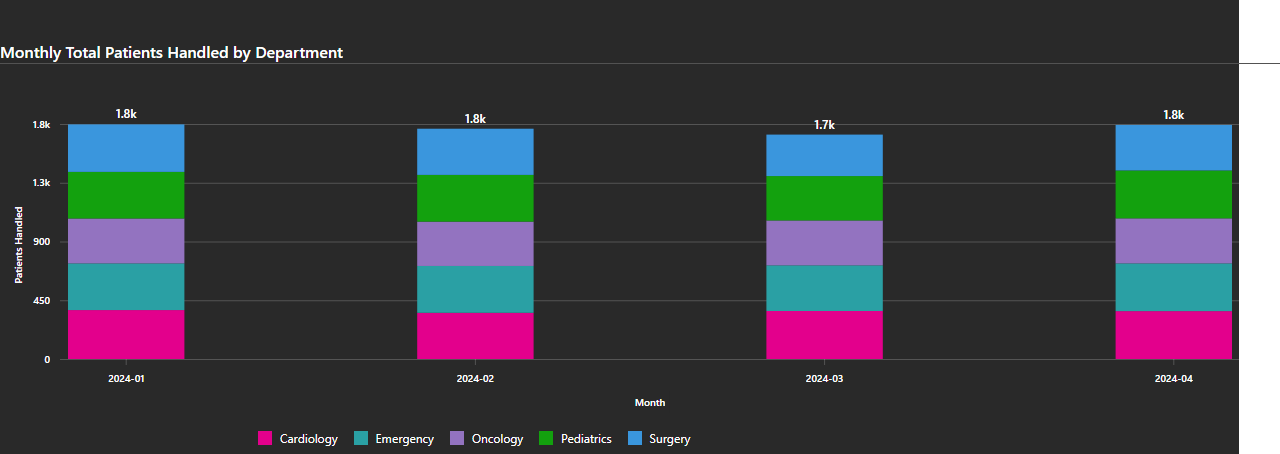 Monthly Total Patients Handled by Department
1.8k 1.8k 1.7k 1.8k
1.8k
1.3k
900
450
0
Patients Handled
2024-01 2024-02 2024-03 2024-04
Month
Cardiology Emergency Oncology Pediatrics Surgery